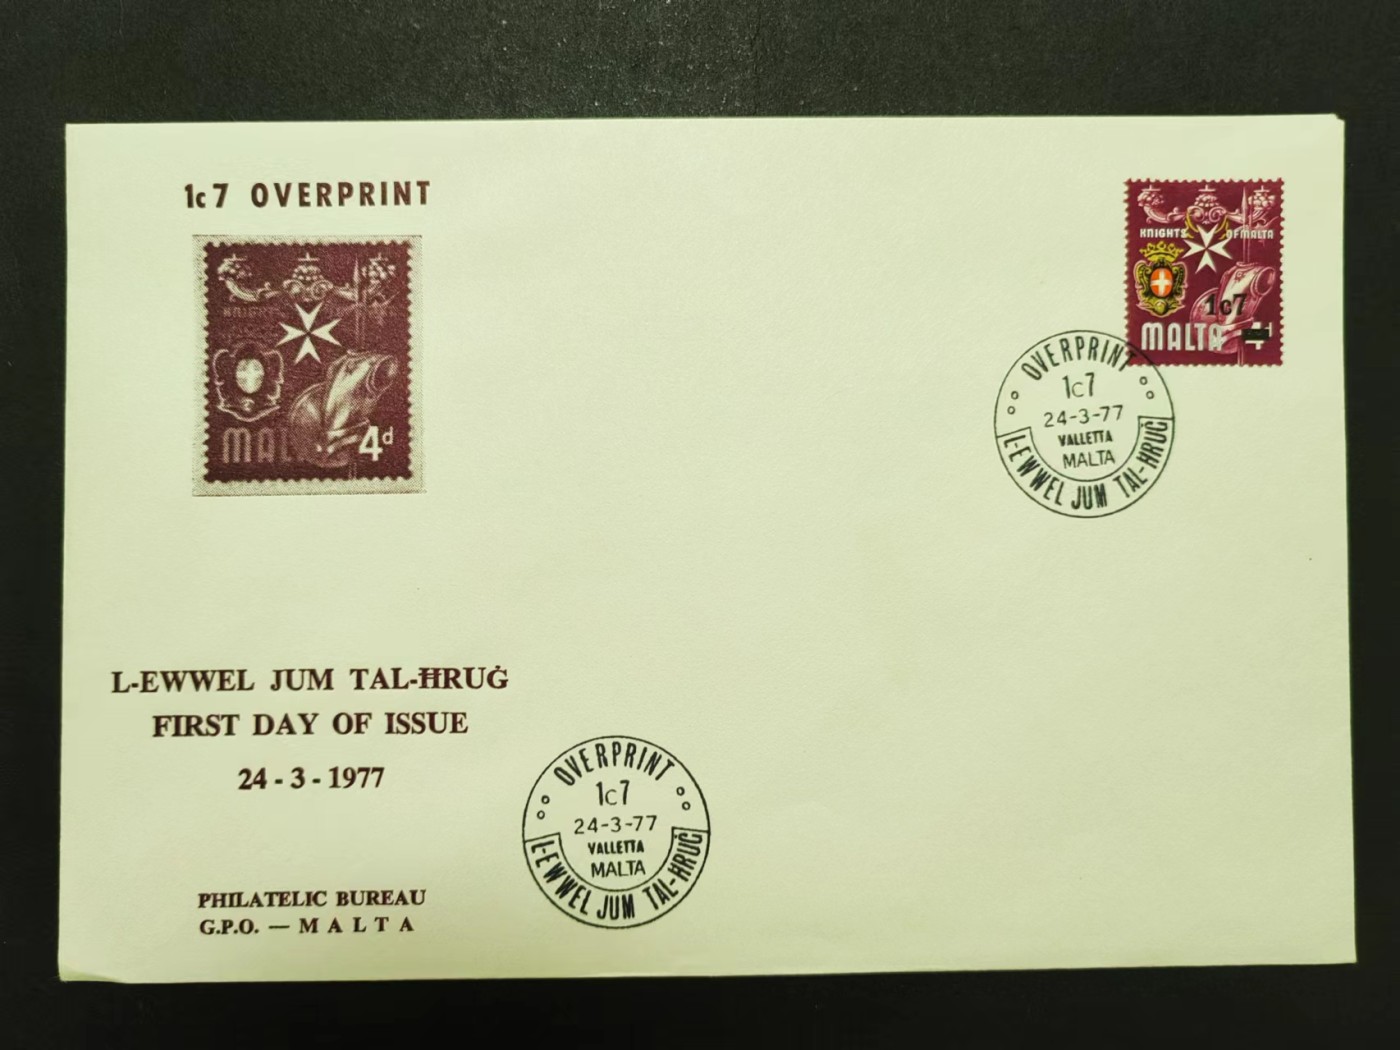 1c7 OVERPRINT
KNIGHTS
MAL
4d
KNIGHTS OF MALTA
1c7
MALTA 4d
OVERPRINT
1c7
24-3-77
VALLETTA
MALTA
L-EWWEL JUM TAL-ĦRUĠ
L-EWWEL JUM TAL-ĦRUĠ
FIRST DAY OF ISSUE
24 - 3 - 1977
OVERPRINT
1c7
24-3-77
VALLETTA
MALTA
L-EWWEL JUM TAL-ĦRUĠ
PHILATELIC BUREAU
G.P.O. — MALTA